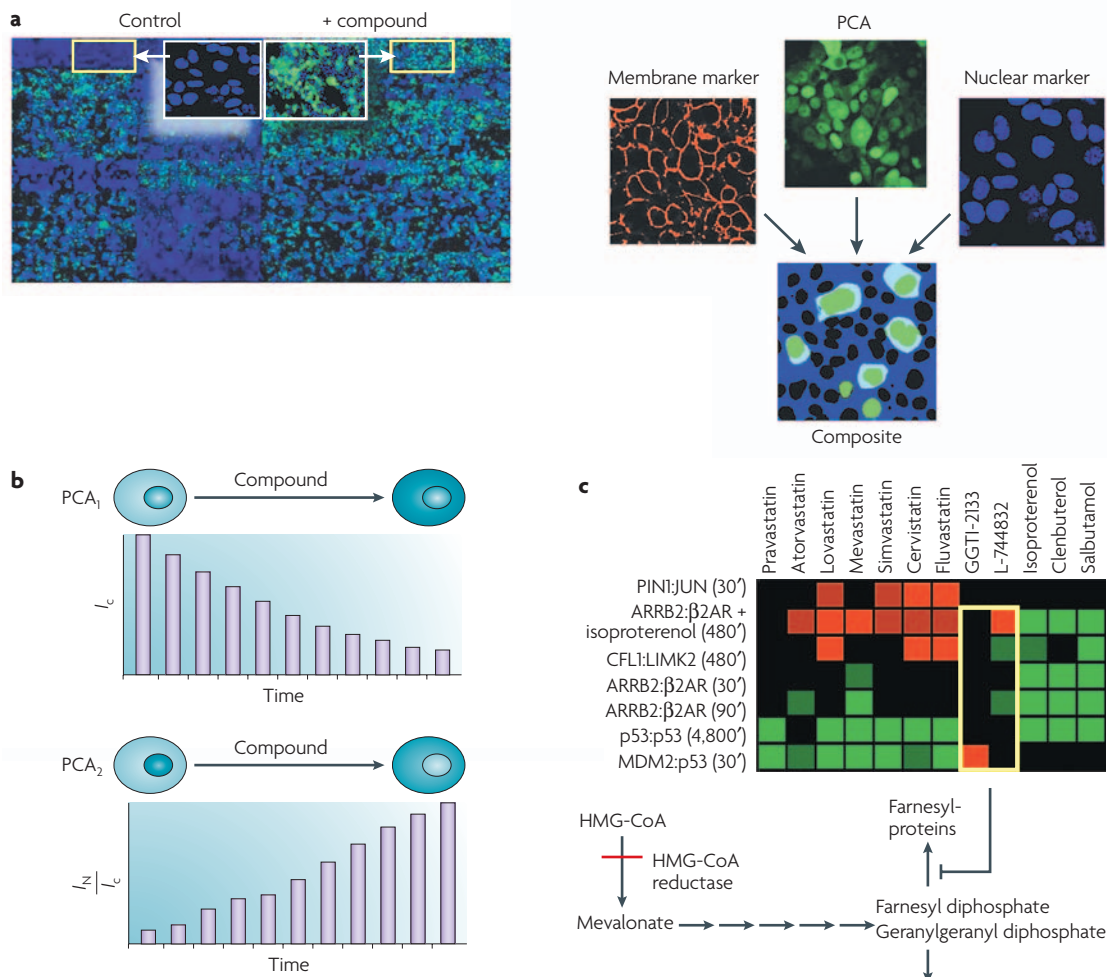 a
Control
+ compound
PCA
Membrane marker
Nuclear marker
Composite
b
PCA1
Compound
Ic
Time
PCA2
Compound
IN
Ic
Time
c
Pravastatin
Atorvastatin
Lovastatin
Mevastatin
Simvastatin
Cervistatin
Fluvastatin
GGTI-2133
L-744832
Isoproterenol
Clenbuterol
Salbutamol
PIN1:JUN (30′)
ARRB2:β2AR +
isoproterenol (480′)
CFL1:LIMK2 (480′)
ARRB2:β2AR (30′)
ARRB2:β2AR (90′)
p53:p53 (4,800′)
MDM2:p53 (30′)
HMG-CoA
HMG-CoA
reductase
Mevalonate
Farnesyl-
proteins
Farnesyl diphosphate
Geranylgeranyl diphosphate